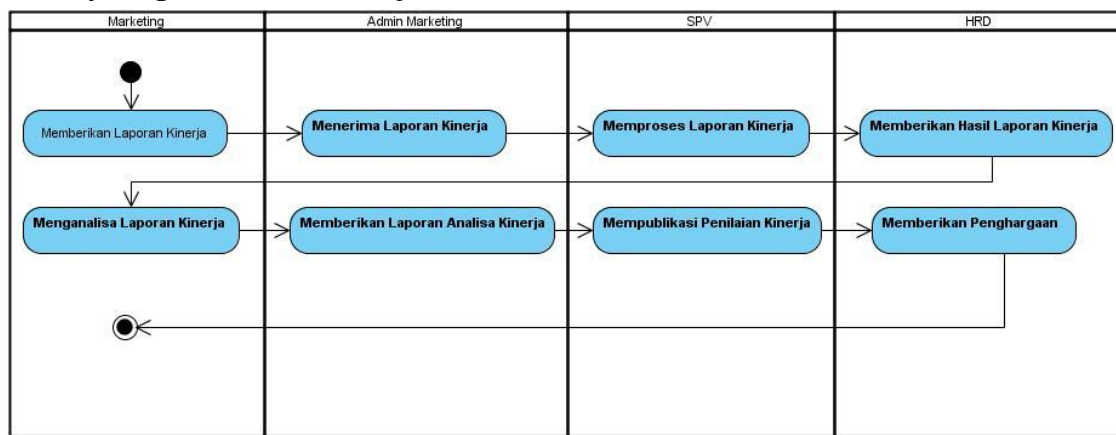 Marketing
Admin Marketing
SPV
HRD
Memberikan Laporan Kinerja
Menerima Laporan Kinerja
Memproses Laporan Kinerja
Memberikan Hasil Laporan Kinerja
Menganalisa Laporan Kinerja
Memberikan Laporan Analisa Kinerja
Mempublikasi Penilaian Kinerja
Memberikan Penghargaan